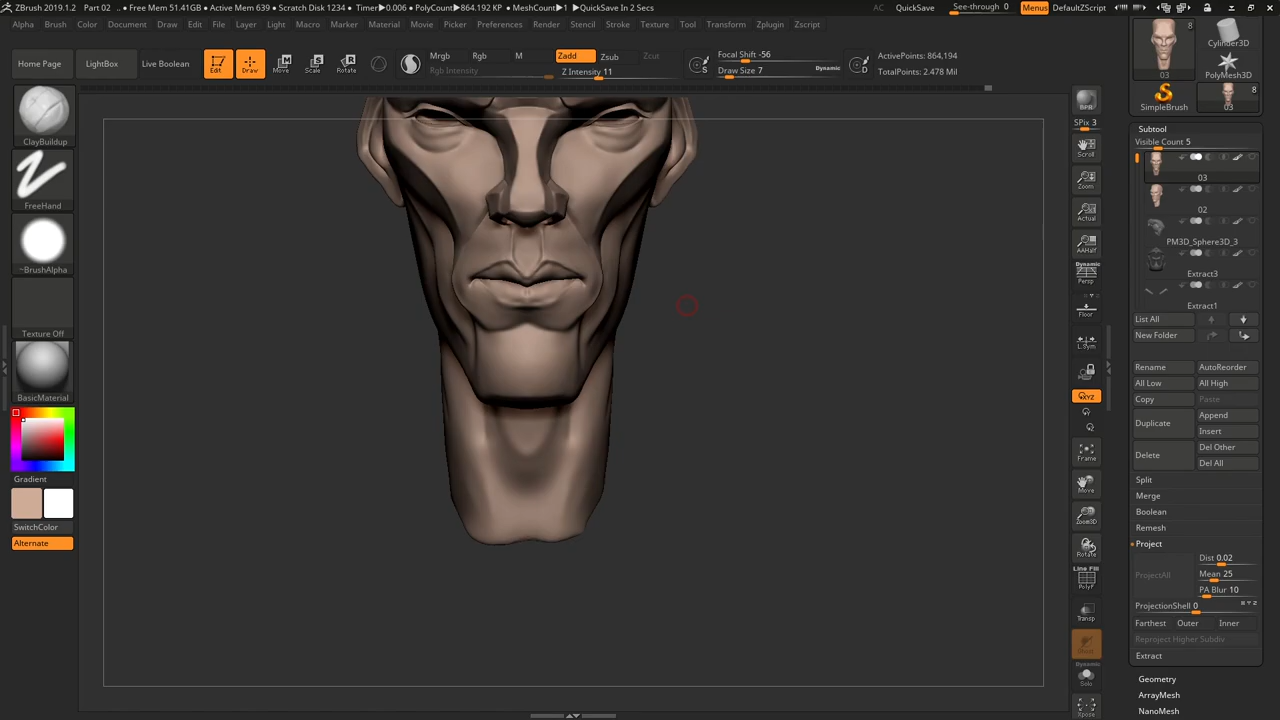 ZBrush 2019.1.2 Part 02 .. ● Free Mem 51.41GB ● Active Mem 639 ● Scratch Disk 1234 ● Timer▶0.006 ● PolyCount▶864.192 KP ● MeshCount▶1 ▶QuickSave In 2 Secs AC QuickSave See-through 0 Menus DefaultZScript
Alpha Brush Color Document Draw Edit File Layer Light Macro Marker Material Movie Picker Preferences Render Stencil Stroke Texture Tool Transform Zplugin Zscript
Home Page LightBox Live Boolean Edit Draw Move Scale Rotate
Mrgb Rgb M Zadd Zsub Zcut
Rgb Intensity Z Intensity 11
S Focal Shift -56
Draw Size 7 Dynamic D
ActivePoints: 864,194
TotalPoints: 2.478 Mil
ClayBuildup
FreeHand
~BrushAlpha
Texture Off
BasicMaterial
Gradient
SwitchColor
Alternate
BPR
SPix 3
Scroll
Zoom
Actual
AAHalf
Dynamic
Persp
Floor
L.Sym
XYZ
Frame
Move
Zoom3D
Rotate
Line Fill
PolyF
Transp
Ghost
Dynamic
Solo
Xpose
8
03
Cylinder3D
PolyMesh3D
SimpleBrush
8
03
Subtool
Visible Count 5
03
02
PM3D_Sphere3D_3
Extract3
Extract1
List All
New Folder
Rename AutoReorder
All Low All High
Copy Paste
Duplicate Append
Insert
Delete Del Other
Del All
Split
Merge
Boolean
Remesh
Project
ProjectAll Dist 0.02
Mean 25
PA Blur 10
ProjectionShell 0
Farthest Outer Inner
Reproject Higher Subdiv
Extract
Geometry
ArrayMesh
NanoMesh